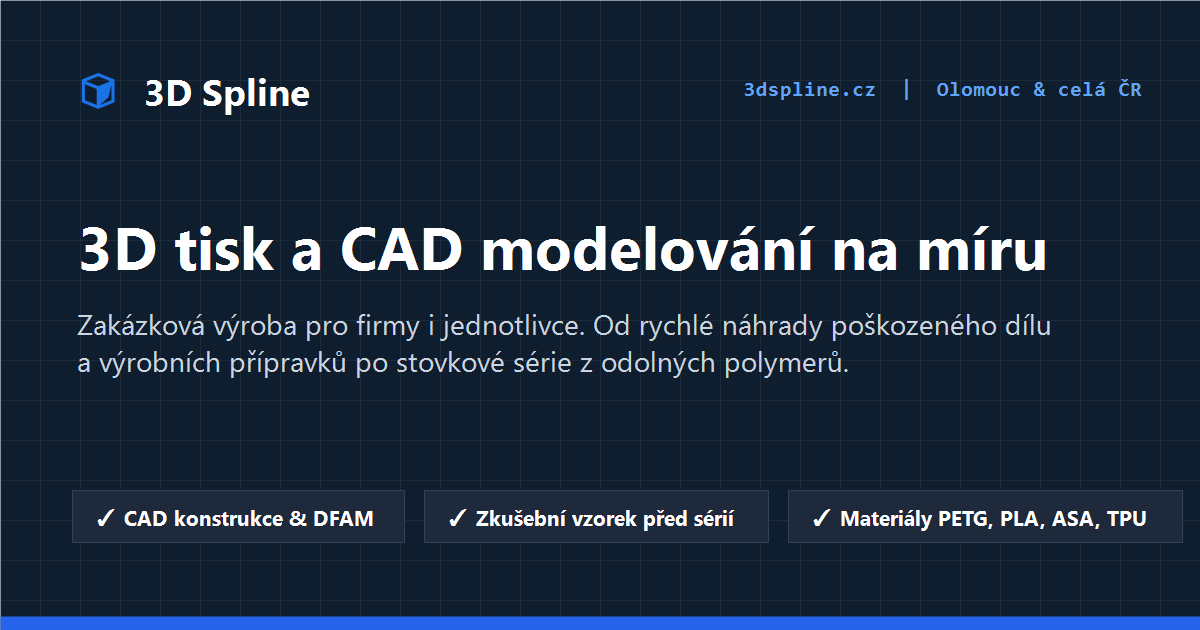 3D Spline
3dspline.cz | Olomouc & celá ČR
3D tisk a CAD modelování na míru
Zakázková výroba pro firmy i jednotlivce. Od rychlé náhrady poškozeného dílu
a výrobních přípravků po stovkové série z odolných polymerů.
✓ CAD konstrukce & DFAM
✓ Zkušební vzorek před sérií
✓ Materiály PETG, PLA, ASA, TPU